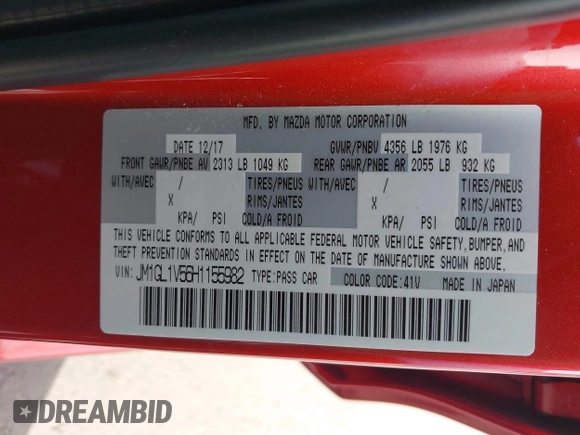 MFD. BY MAZDA MOTOR CORPORATION
DATE 12/17 GVWR/PNBV 4356 LB 1976 KG
FRONT GAWR/PNBE AV 2313 LB 1049 KG REAR GAWR/PNBE AR 2055 LB 932 KG
WITH/AVEC / TIRES/PNEUS WITH/AVEC / TIRES/PNEUS
X RIMS/JANTES X RIMS/JANTES
KPA/ PSI COLD/A FROID KPA/ PSI COLD/A FROID
THIS VEHICLE CONFORMS TO ALL APPLICABLE FEDERAL MOTOR VEHICLE SAFETY, BUMPER, AND
THEFT PREVENTION STANDARDS IN EFFECT ON THE DATE OF MANUFACTURE SHOWN ABOVE.
VIN: JM1GL1V56H1155982 TYPE:PASS CAR COLOR CODE:41V MADE IN JAPAN
DREAMBID